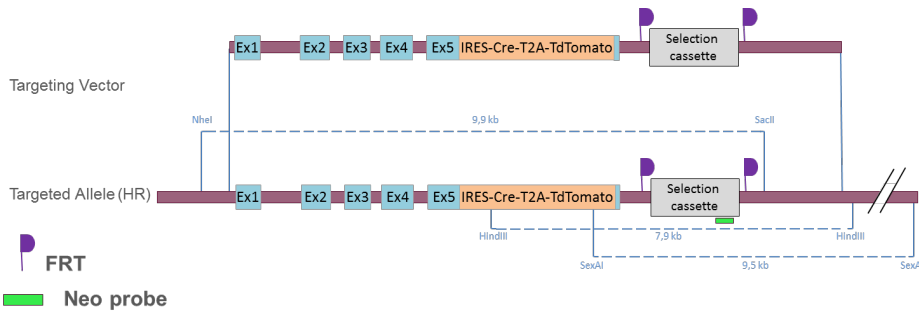 Ex1 Ex2 Ex3 Ex4 Ex5 IRES-Cre-T2A-TdTomato Selection
cassette
Targeting Vector
NheI 9,9 kb SacII
Targeted Allele (HR) Ex1 Ex2 Ex3 Ex4 Ex5 IRES-Cre-T2A-TdTomato Selection
cassette
HindIII 7,9 kb HindIII
FRT
SexAI 9,5 kb SexA
Neo probe